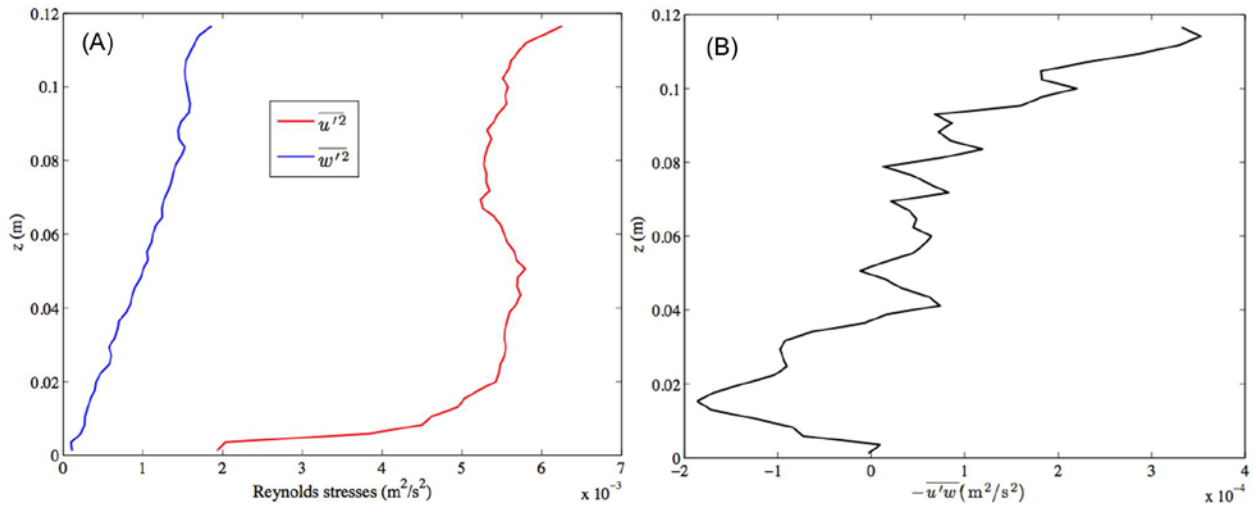 (A)
0.12
0.1
0.08
0.06
0.04
0.02
0
z (m)
u′²
w′²
0 1 2 3 4 5 6 7
Reynolds stresses (m²/s²)
x 10⁻³
(B)
0.12
0.1
0.08
0.06
0.04
0.02
0
z (m)
−2 −1 0 1 2 3 4
−u′w′(m²/s²)
x 10⁻⁴